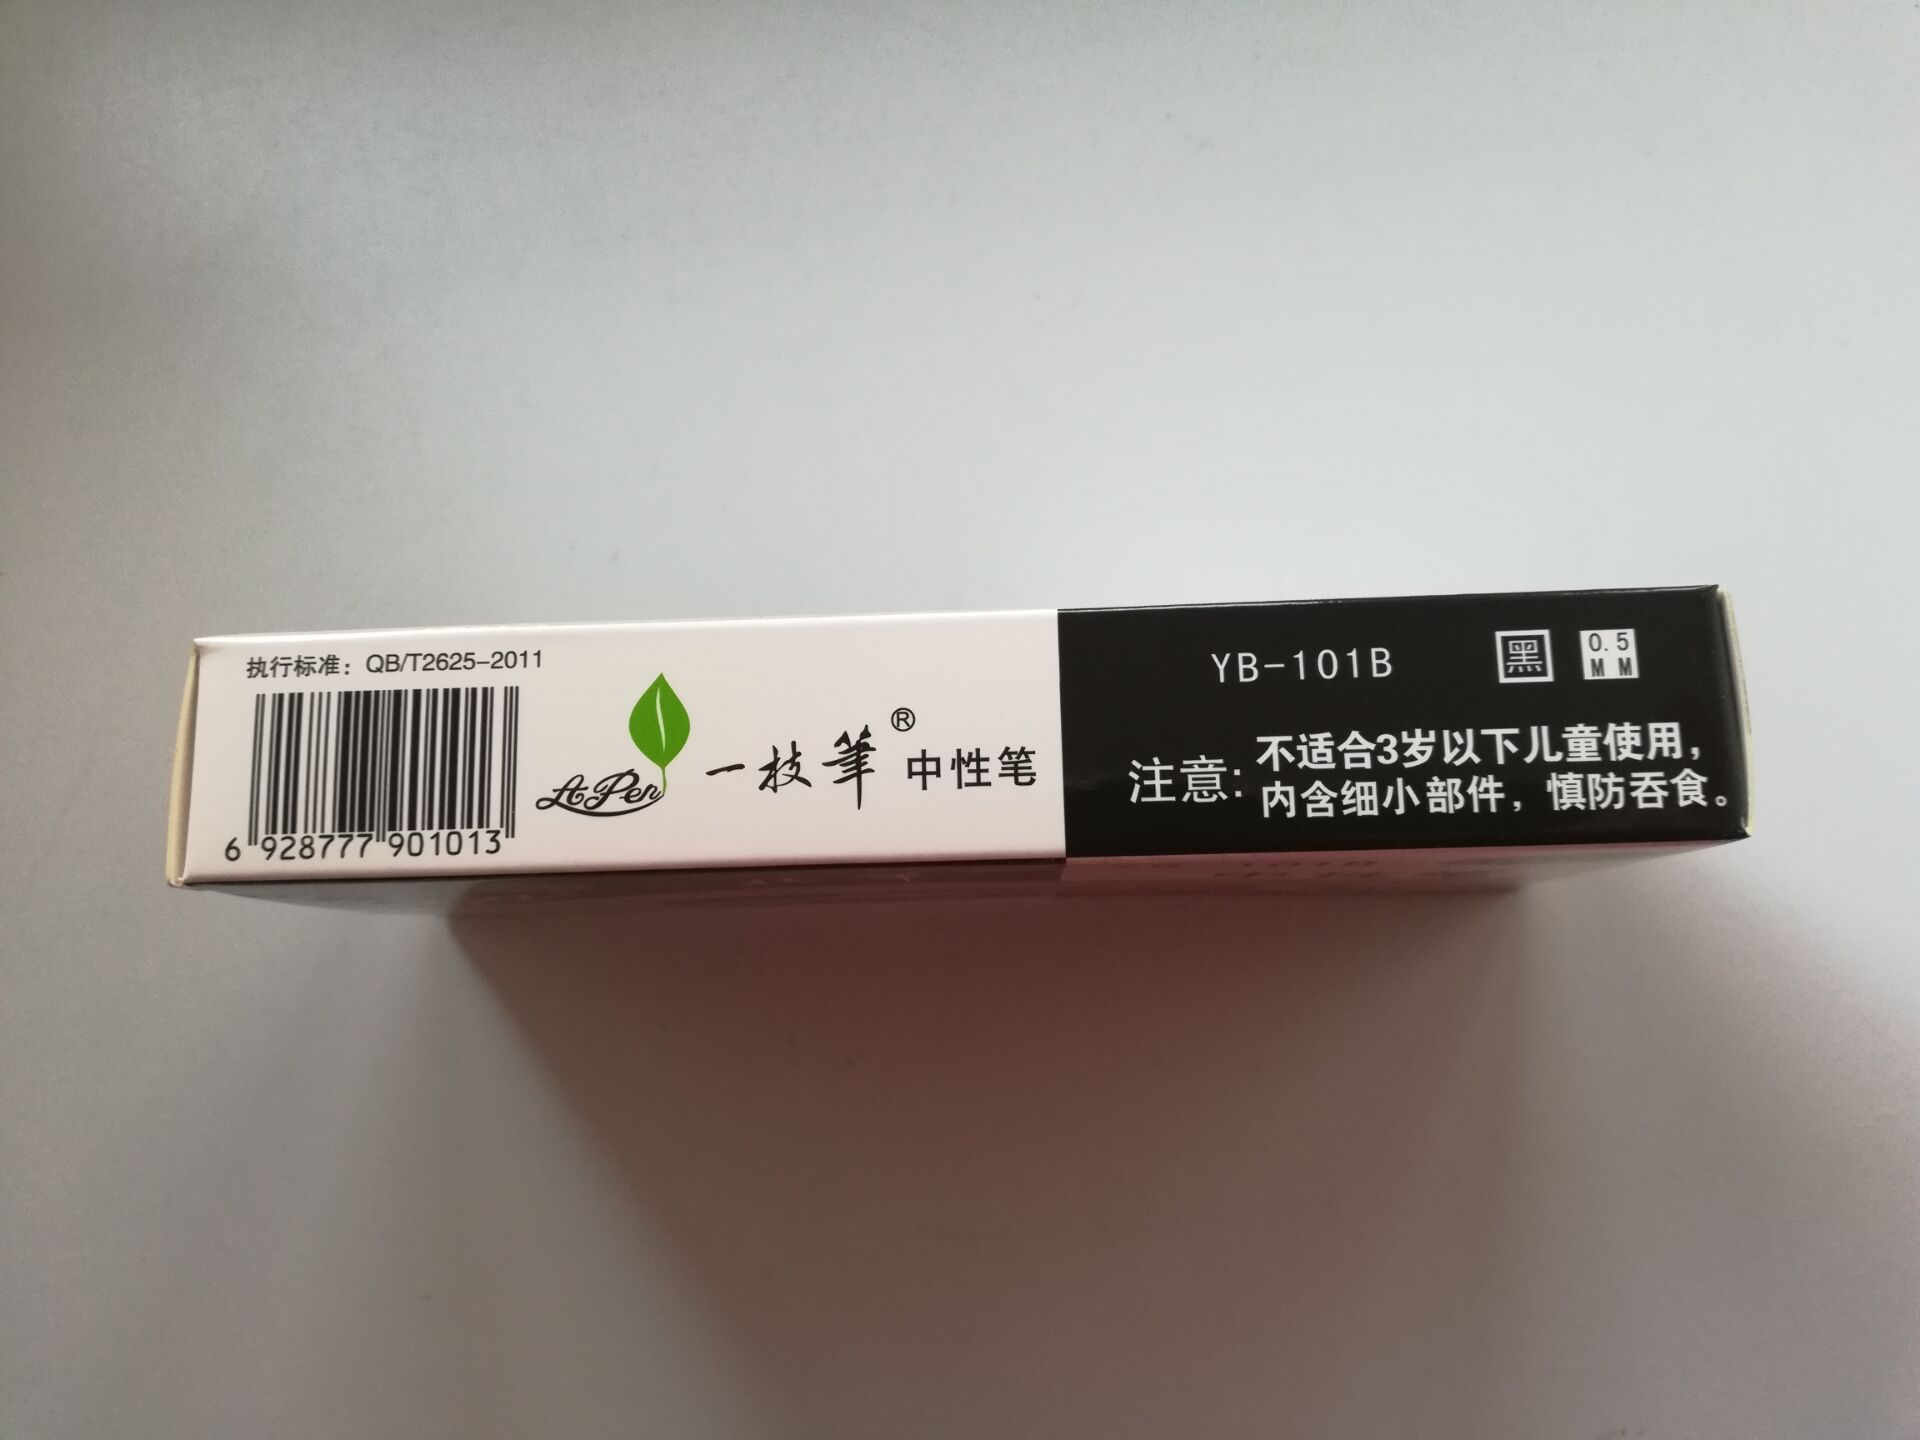 执行标准：QB/T2625-2011
6 928777 901013
A Pen
一枝筆® 中性笔
YB-101B
黑
0.5
MM
注意：不适合3岁以下儿童使用，
内含细小部件，慎防吞食。